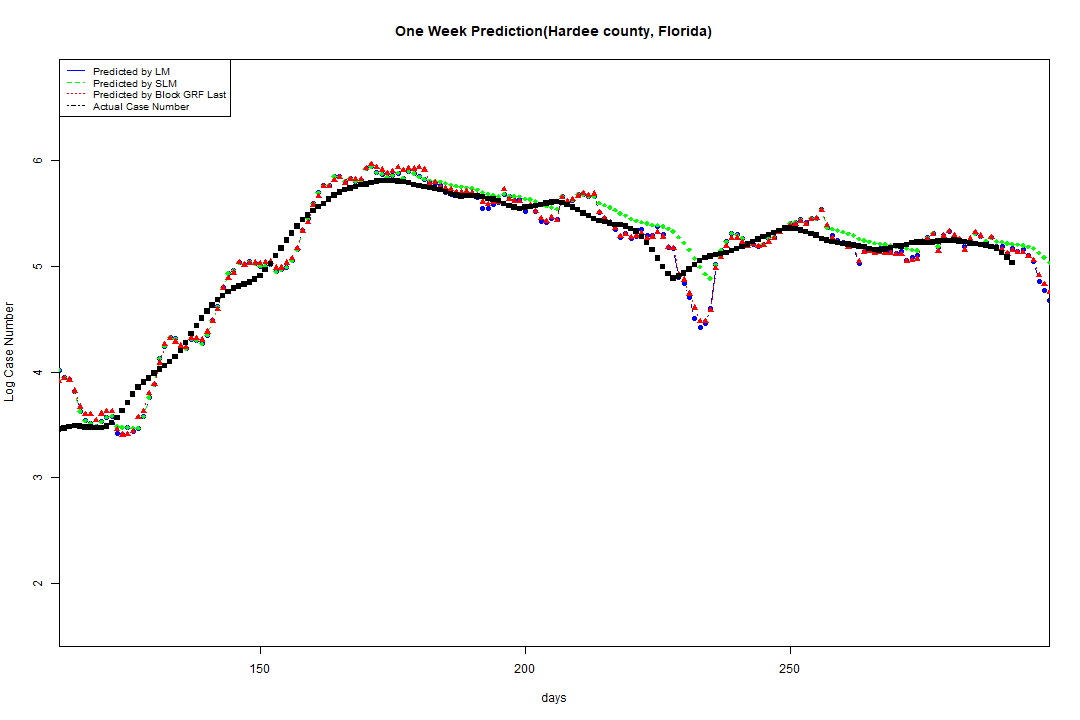 One Week Prediction(Hardee county, Florida)
Predicted by LM
Predicted by SLM
Predicted by Block GRF Last
Actual Case Number
6
5
4
3
2
Log Case Number
150
200
250
days